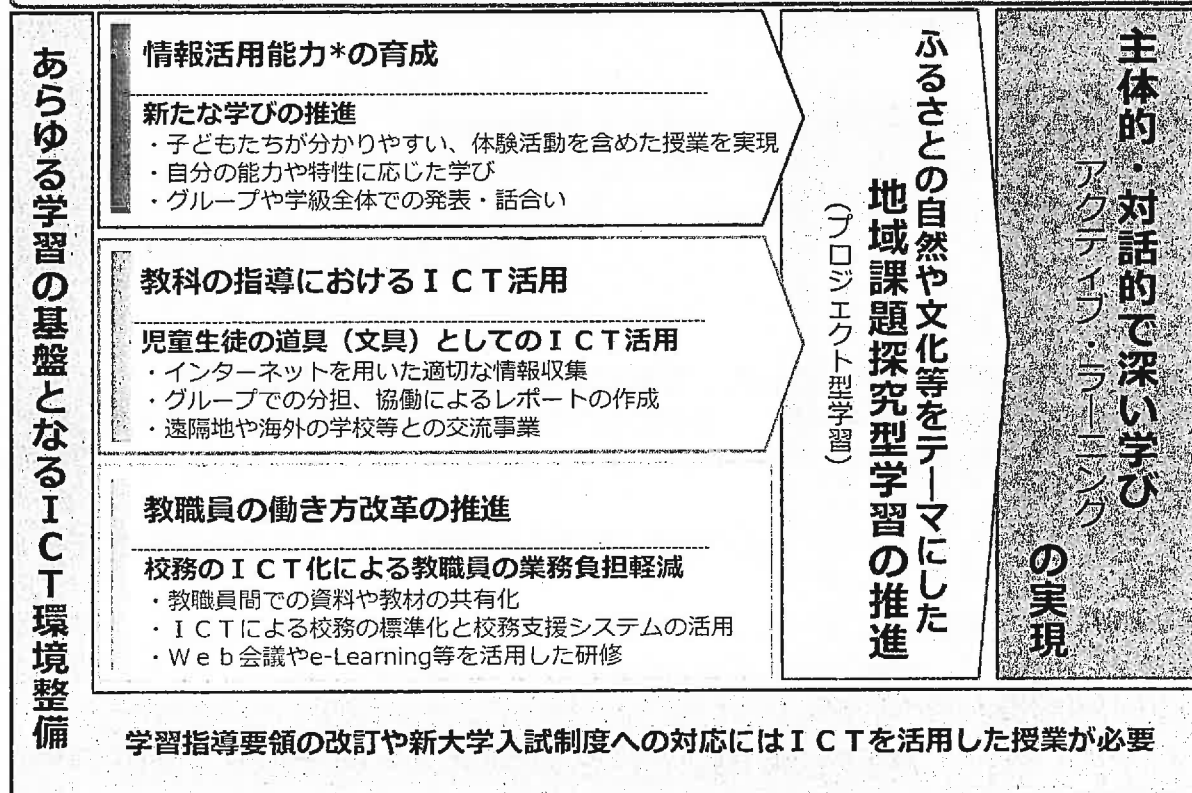 あらゆる学習の基盤となるＩＣＴ環境整備
情報活用能力*の育成
新たな学びの推進
・子どもたちが分かりやすい、体験活動を含めた授業を実現
・自分の能力や特性に応じた学び
・グループや学級全体での発表・話合い
教科の指導におけるＩＣＴ活用
児童生徒の道具（文具）としてのＩＣＴ活用
・インターネットを用いた適切な情報収集
・グループでの分担、協働によるレポートの作成
・遠隔地や海外の学校等との交流事業
教職員の働き方改革の推進
校務のＩＣＴ化による教職員の業務負担軽減
・教職員間での資料や教材の共有化
・ＩＣＴによる校務の標準化と校務支援システムの活用
・Ｗｅｂ会議やe-Learning等を活用した研修
ふるさとの自然や文化等をテーマにした
地域課題探究型学習の推進
（プロジェクト型学習）
主体的・対話的で深い学び
アクティブ・ラーニング
の実現
学習指導要領の改訂や新大学入試制度への対応にはＩＣＴを活用した授業が必要